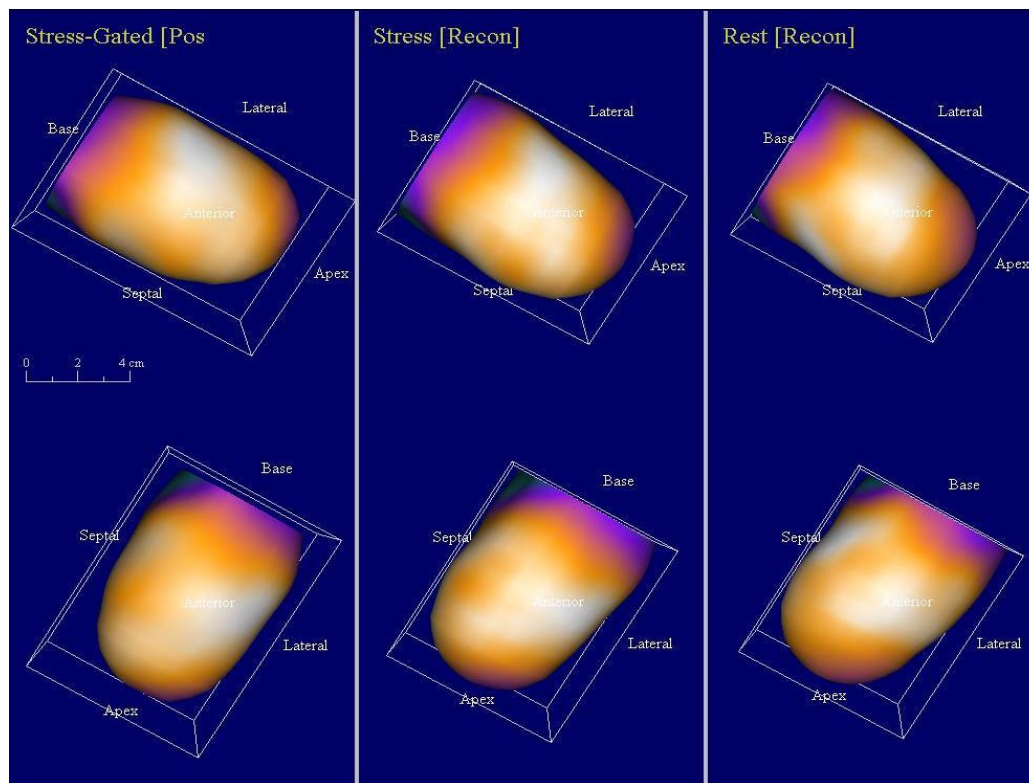 Stress-Gated [Pos
Stress [Recon]
Rest [Recon]
Lateral
Base
Anterior
Apex
Septal
Lateral
Base
Anterior
Apex
Septal
Lateral
Base
Anterior
Apex
Septal
0 2 4 cm
Base
Septal
Anterior
Lateral
Apex
Base
Septal
Anterior
Lateral
Apex
Base
Septal
Anterior
Lateral
Apex